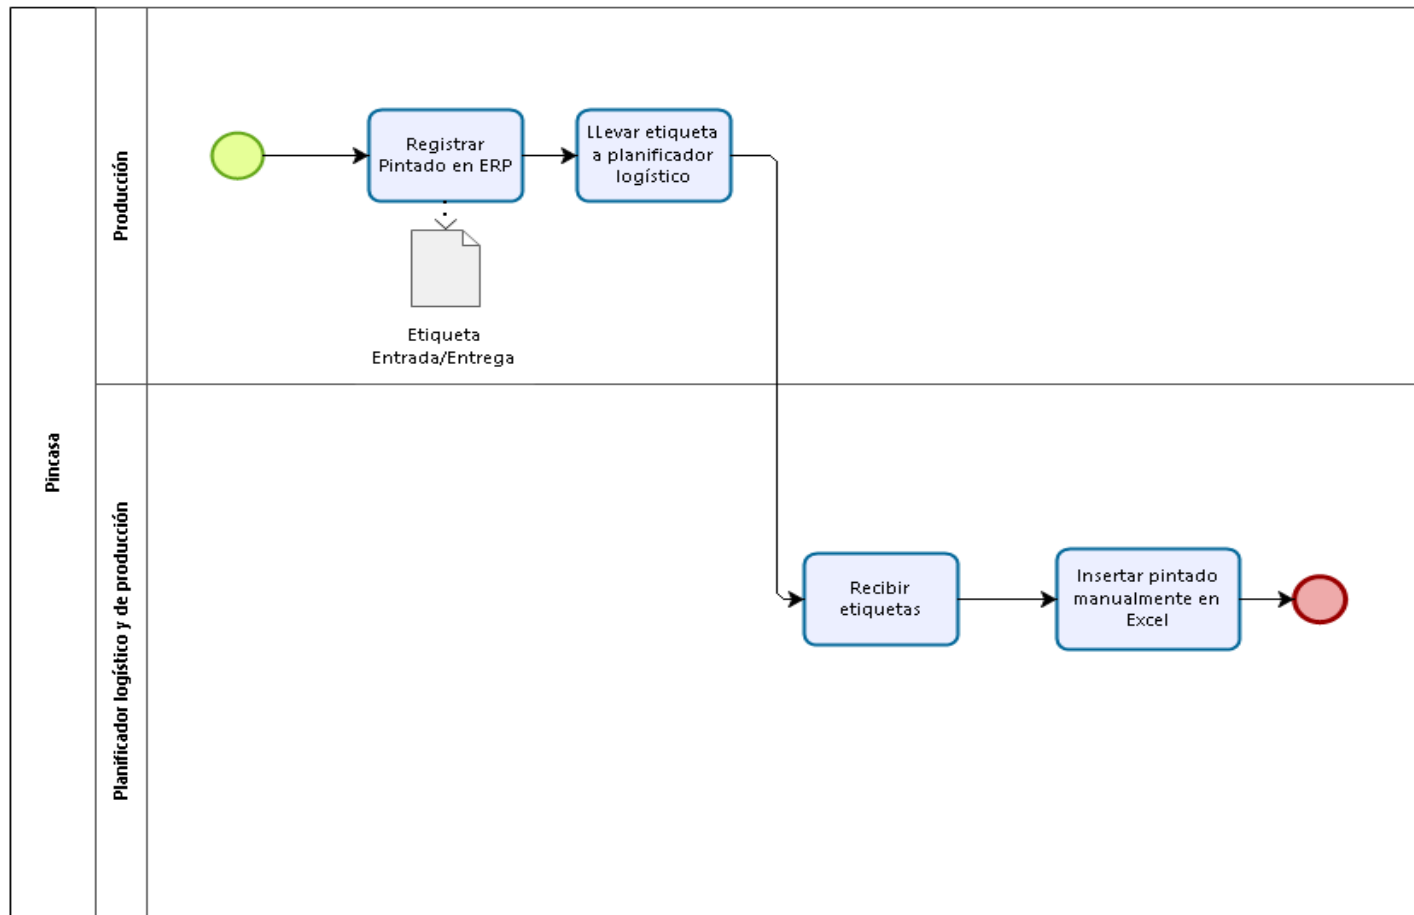 Pincasa
Producción
Registrar
Pintado en ERP
LLevar etiqueta
a planificador
logístico
Etiqueta
Entrada/Entrega
Planificador logístico y de producción
Recibir
etiquetas
Insertar pintado
manualmente en
Excel